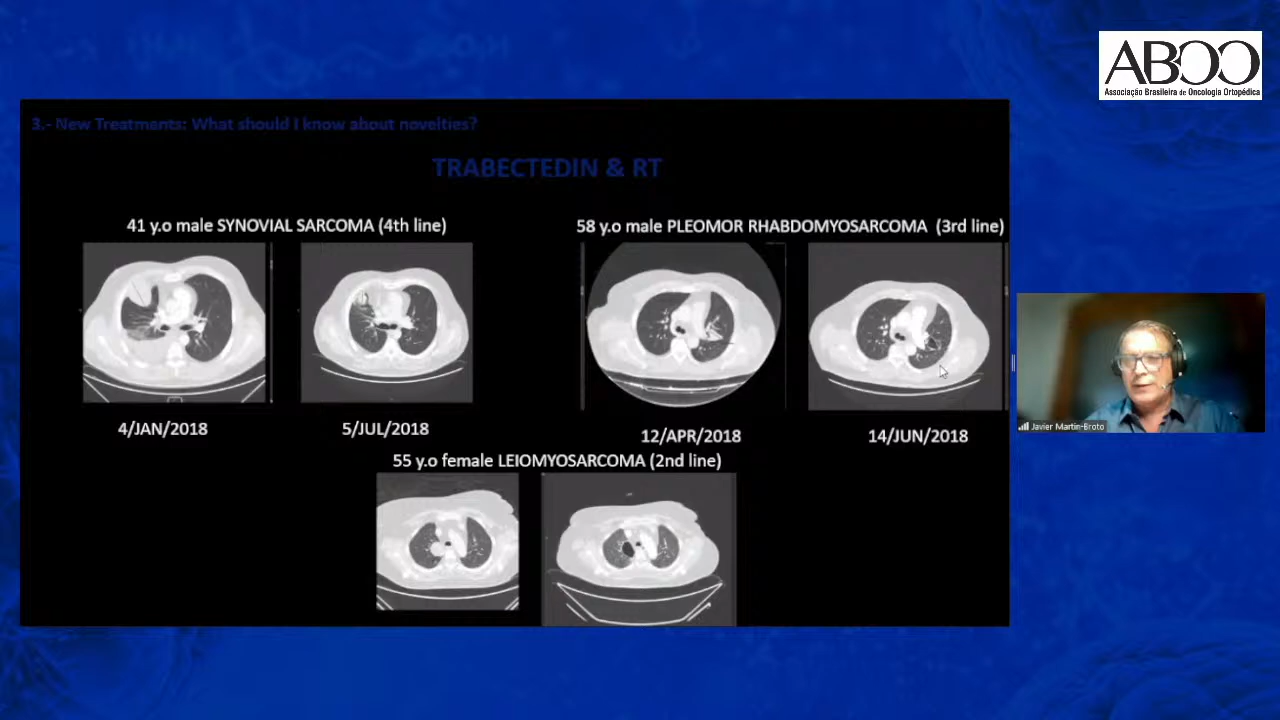 ABOO
Associação Brasileira de Oncologia Ortopédica
3.- New Treatments: What should I know about novelties?
TRABECTEDIN & RT
41 y.o male SYNOVIAL SARCOMA (4th line)
58 y.o male PLEOMOR RHABDOMYOSARCOMA (3rd line)
4/JAN/2018
5/JUL/2018
12/APR/2018
14/JUN/2018
55 y.o female LEIOMYOSARCOMA (2nd line)
Javier Martin-Broto